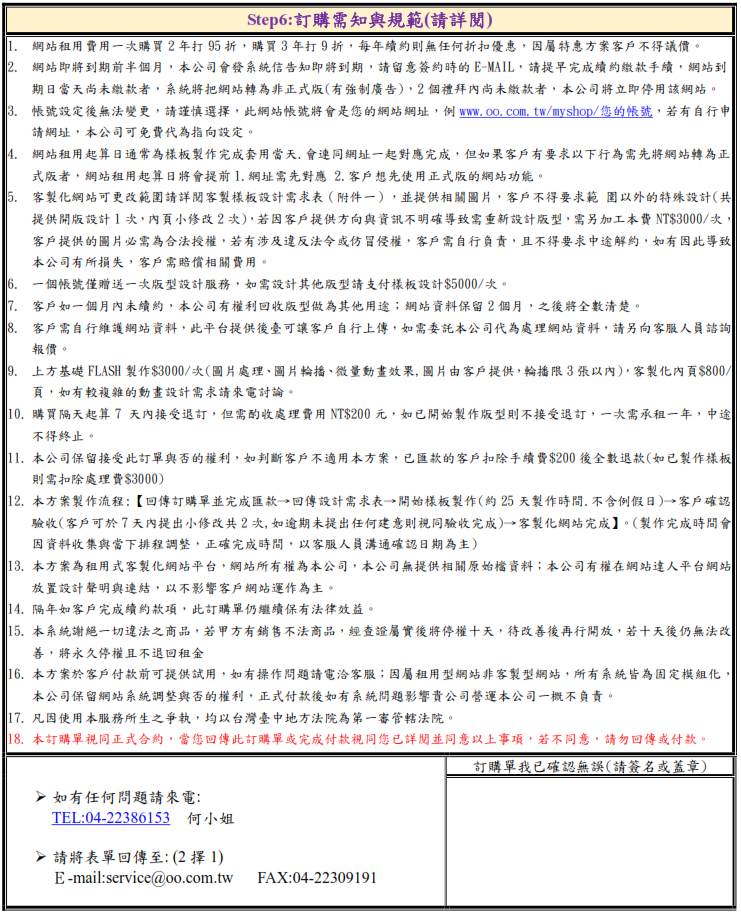 Step6:訂購需知與規範(請詳閱)
1. 網站租用費用一次購買 2 年打 95 折，購買 3 年打 9 折，每年續約則無任何折扣優惠，因屬特惠方案客戶不得議價。
2. 網站即將到期前半個月，本公司會發系統信告知即將到期，請留意簽約時的 E-MAIL，請提早完成續約繳款手續，網站到
期日當天尚未繳款者，系統將把網站轉為非正式版(有強制廣告)，2 個禮拜內尚未繳款者，本公司將立即停用該網站。
3. 帳號設定後無法變更，請謹慎選擇，此網站帳號將會是您的網站網址，例 www.oo.com.tw/myshop/您的帳號，若有自行申
請網址，本公司可免費代為指向設定。
4. 網站租用起算日通常為樣板製作完成套用當天.會連同網址一起對應完成，但如果客戶有要求以下行為需先將網站轉為正
式版者，網站租用起算日將會提前 1.網址需先對應 2.客戶想先使用正式版的網站功能。
5. 客製化網站可更改範圍請詳閱客製樣板設計需求表（附件一），並提供相關圖片，客戶不得要求範 圍以外的特殊設計(共
提供開版設計 1 次，內頁小修改 2 次)，若因客戶提供方向與資訊不明確導致需重新設計版型，需另加工本費 NT$3000/次，
客戶提供的圖片必需為合法授權，若有涉及違反法令或仿冒侵權，客戶需自行負責，且不得要求中途解約，如有因此導致
本公司有所損失，客戶需賠償相關費用。
6. 一個帳號僅贈送一次版型設計服務，如需設計其他版型請支付樣板設計$5000/次。
7. 客戶如一個月內未續約，本公司有權利回收版型做為其他用途；網站資料保留 2 個月，之後將全數清楚。
8. 客戶需自行維護網站資料，此平台提供後臺可讓客戶自行上傳，如需委託本公司代為處理網站資料，請另向客服人員諮詢
報價。
9. 上方基礎 FLASH 製作$3000/次(圖片處理、圖片輪播、微量動畫效果,圖片由客戶提供,輪播限 3 張以內)，客製化內頁$800/
頁，如有較複雜的動畫設計需求請來電討論。
10. 購買隔天起算 7 天內接受退訂，但需酌收處理費用 NT$200 元，如已開始製作版型則不接受退訂，一次需承租一年，中途
不得終止。
11. 本公司保留接受此訂單與否的權利，如判斷客戶不適用本方案，已匯款的客戶扣除手續費$200 後全數退款(如已製作樣板
則需扣除處理費$3000)
12. 本方案製作流程:【回傳訂購單並完成匯款→回傳設計需求表→開始樣板製作(約 25 天製作時間.不含例假日)→客戶確認
驗收(客戶可於 7 天內提出小修改共 2 次,如逾期未提出任何建意則視同驗收完成)→客製化網站完成】。(製作完成時間會
因資料收集與當下排程調整，正確完成時間，以客服人員溝通確認日期為主)
13. 本方案為租用式客製化網站平台，網站所有權為本公司，本公司無提供相關原始檔資料；本公司有權在網站達人平台網站
放置設計聲明與連結，以不影響客戶網站運作為主。
14. 隔年如客戶完成續約款項，此訂購單仍繼續保有法律效益。
15. 本系統謝絕一切違法之商品，若甲方有銷售不法商品，經查證屬實後將停權十天，待改善後再行開放，若十天後仍無法改
善，將永久停權且不退回租金
16. 本方案於客戶付款前可提供試用，如有操作問題請電洽客服；因屬租用型網站非客製型網站，所有系統皆為固定模組化，
本公司保留網站系統調整與否的權利，正式付款後如有系統問題影響貴公司營運本公司一概不負責。
17. 凡因使用本服務所生之爭執，均以台灣臺中地方法院為第一審管轄法院。
18. 本訂購單視同正式合約，當您回傳此訂購單或完成付款視同您已詳閱並同意以上事項，若不同意，請勿回傳或付款。
訂購單我已確認無誤(請簽名或蓋章)
➢ 如有任何問題請來電:
TEL:04-22386153 何小姐
➢ 請將表單回傳至: (2 擇 1)
Ｅ-mail:service@oo.com.tw FAX:04-22309191